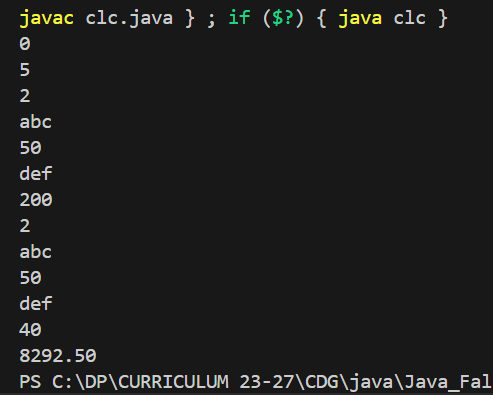 javac clc.java } ; if ($?) { java clc }
0
5
2
abc
50
def
200
2
abc
50
def
40
8292.50
PS C:\DP\CURRICULUM 23-27\CDG\java\Java_Fal